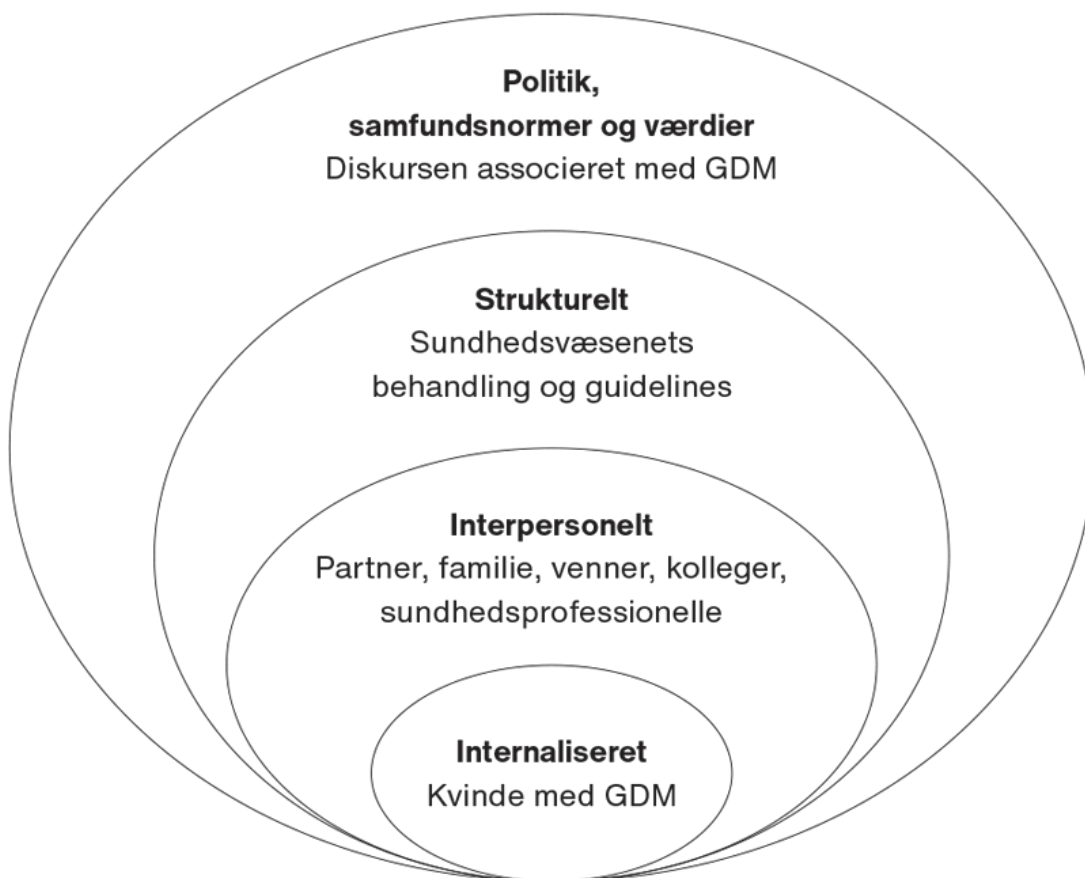 Politik,
samfundsnormer og værdier
Diskursen associeret med GDM
Strukturelt
Sundhedsvæsenets
behandling og guidelines
Interpersonelt
Partner, familie, venner, kolleger,
sundhedsprofessionelle
Internaliseret
Kvinde med GDM